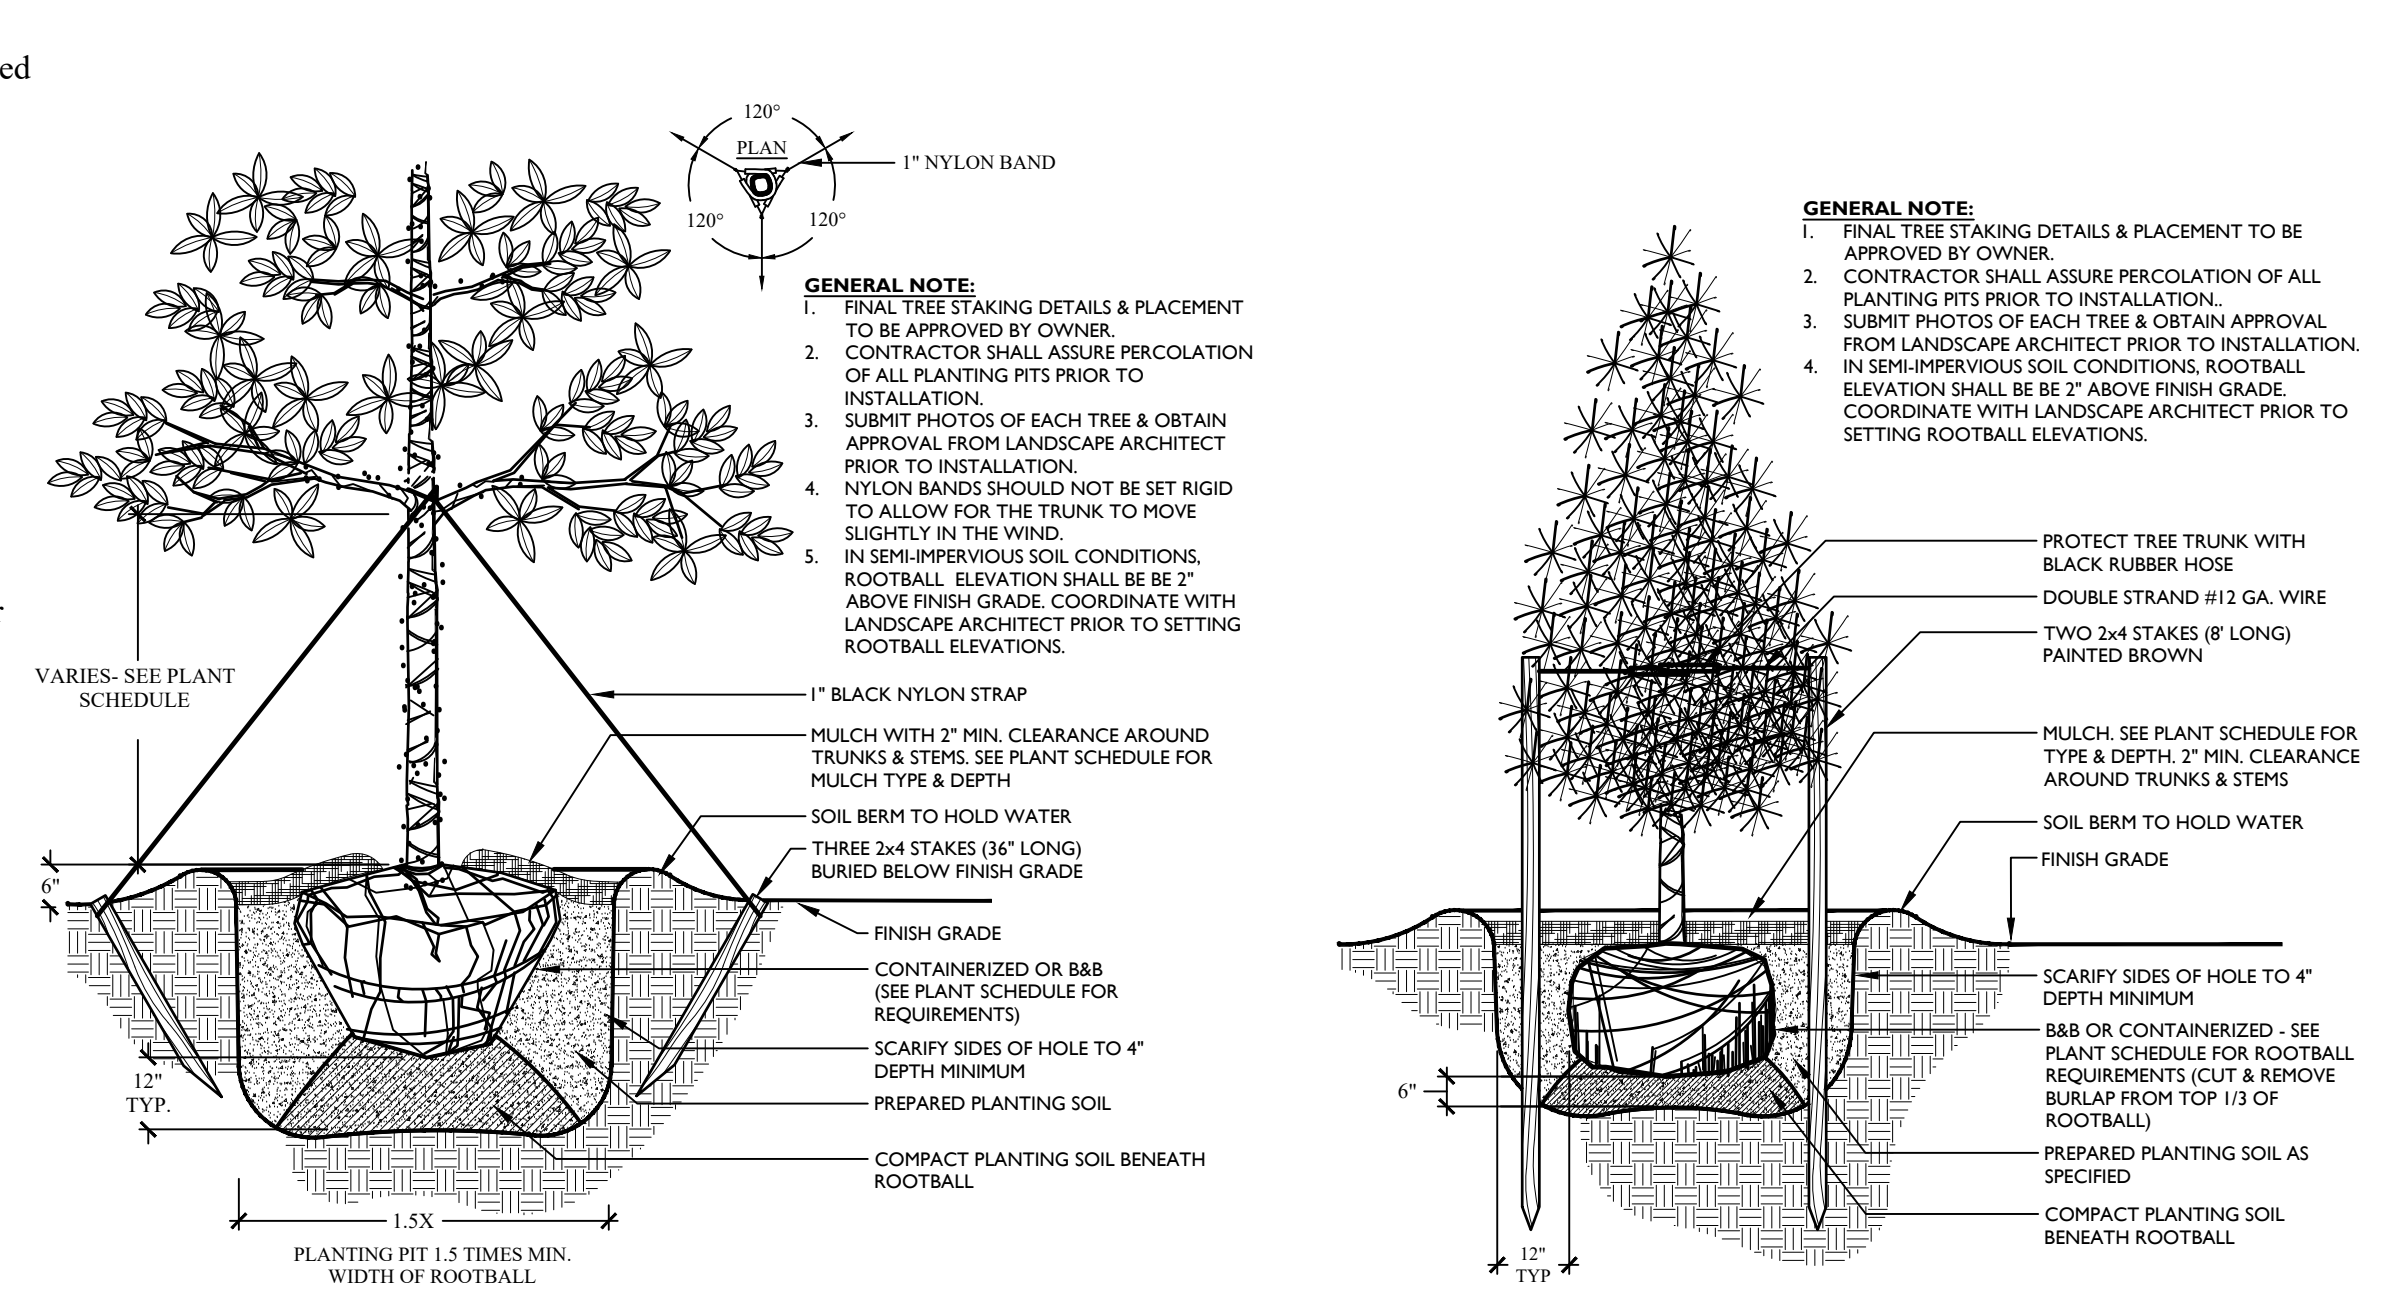 ed
120°
PLAN
1" NYLON BAND
120°
120°
GENERAL NOTE:
1. FINAL TREE STAKING DETAILS & PLACEMENT
TO BE APPROVED BY OWNER.
2. CONTRACTOR SHALL ASSURE PERCOLATION
OF ALL PLANTING PITS PRIOR TO
INSTALLATION.
3. SUBMIT PHOTOS OF EACH TREE & OBTAIN
APPROVAL FROM LANDSCAPE ARCHITECT
PRIOR TO INSTALLATION.
4. NYLON BANDS SHOULD NOT BE SET RIGID
TO ALLOW FOR THE TRUNK TO MOVE
SLIGHTLY IN THE WIND.
5. IN SEMI-IMPERVIOUS SOIL CONDITIONS,
ROOTBALL ELEVATION SHALL BE BE 2"
ABOVE FINISH GRADE. COORDINATE WITH
LANDSCAPE ARCHITECT PRIOR TO SETTING
ROOTBALL ELEVATIONS.
VARIES- SEE PLANT
SCHEDULE
1" BLACK NYLON STRAP
MULCH WITH 2" MIN. CLEARANCE AROUND
TRUNKS & STEMS. SEE PLANT SCHEDULE FOR
MULCH TYPE & DEPTH
SOIL BERM TO HOLD WATER
THREE 2x4 STAKES (36" LONG)
BURIED BELOW FINISH GRADE
6"
FINISH GRADE
CONTAINERIZED OR B&B
(SEE PLANT SCHEDULE FOR
REQUIREMENTS)
SCARIFY SIDES OF HOLE TO 4"
DEPTH MINIMUM
12"
TYP.
PREPARED PLANTING SOIL
COMPACT PLANTING SOIL BENEATH
ROOTBALL
1.5X
PLANTING PIT 1.5 TIMES MIN.
WIDTH OF ROOTBALL
GENERAL NOTE:
1. FINAL TREE STAKING DETAILS & PLACEMENT TO BE
APPROVED BY OWNER.
2. CONTRACTOR SHALL ASSURE PERCOLATION OF ALL
PLANTING PITS PRIOR TO INSTALLATION..
3. SUBMIT PHOTOS OF EACH TREE & OBTAIN APPROVAL
FROM LANDSCAPE ARCHITECT PRIOR TO INSTALLATION.
4. IN SEMI-IMPERVIOUS SOIL CONDITIONS, ROOTBALL
ELEVATION SHALL BE BE 2" ABOVE FINISH GRADE.
COORDINATE WITH LANDSCAPE ARCHITECT PRIOR TO
SETTING ROOTBALL ELEVATIONS.
PROTECT TREE TRUNK WITH
BLACK RUBBER HOSE
DOUBLE STRAND #12 GA. WIRE
TWO 2x4 STAKES (8' LONG)
PAINTED BROWN
MULCH. SEE PLANT SCHEDULE FOR
TYPE & DEPTH. 2" MIN. CLEARANCE
AROUND TRUNKS & STEMS
SOIL BERM TO HOLD WATER
FINISH GRADE
SCARIFY SIDES OF HOLE TO 4"
DEPTH MINIMUM
B&B OR CONTAINERIZED - SEE
PLANT SCHEDULE FOR ROOTBALL
REQUIREMENTS (CUT & REMOVE
BURLAP FROM TOP 1/3 OF
ROOTBALL)
6"
PREPARED PLANTING SOIL AS
SPECIFIED
COMPACT PLANTING SOIL
BENEATH ROOTBALL
12"
TYP